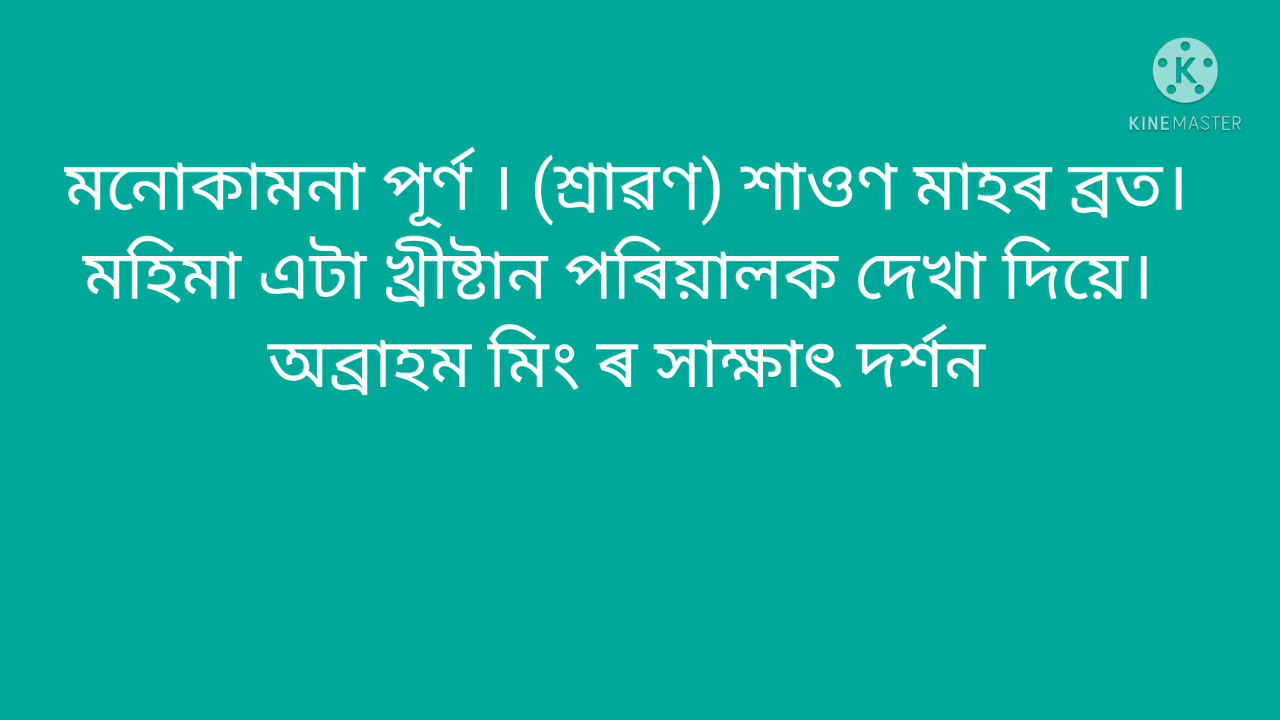 KINEMASTER
মনোকামনা পূৰ্ণ । (শ্ৰাৱণ) শাওণ মাহৰ ব্ৰত।
মহিমা এটা খ্ৰীষ্টান পৰিয়ালক দেখা দিয়ে।
অব্ৰাহম মিং ৰ সাক্ষাৎ দৰ্শন